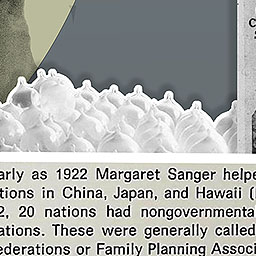 C
S
arly as 1922 Margaret Sanger helpe
tions in China, Japan, and Hawaii (
2, 20 nations had nongovernmenta
ations. These were generally called
ederations or Family Planning Associ